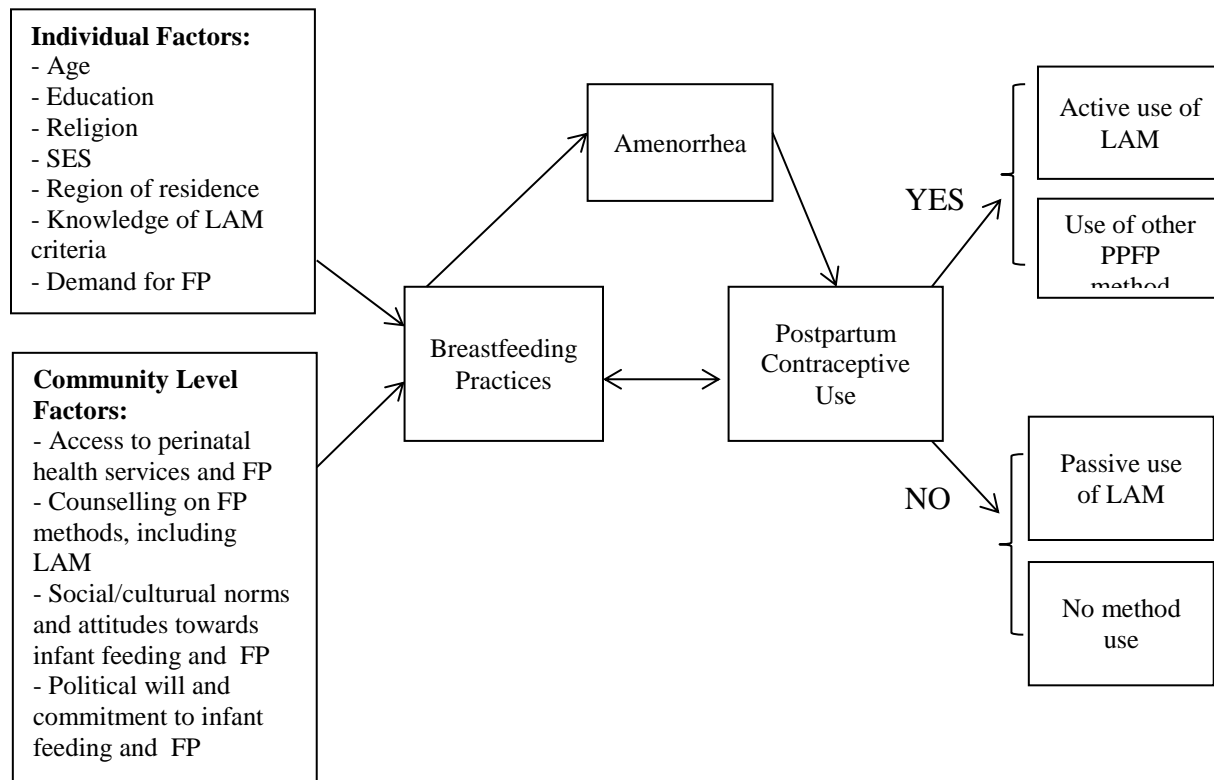 Individual Factors:
- Age
- Education
- Religion
- SES
- Region of residence
- Knowledge of LAM
criteria
- Demand for FP
Community Level
Factors:
- Access to perinatal
health services and FP
- Counselling on FP
methods, including
LAM
- Social/culturual norms
and attitudes towards
infant feeding and FP
- Political will and
commitment to infant
feeding and FP
Amenorrhea
Breastfeeding
Practices
Postpartum
Contraceptive
Use
YES
NO
Active use of
LAM
Use of other
PPFP
method
Passive use
of LAM
No method
use